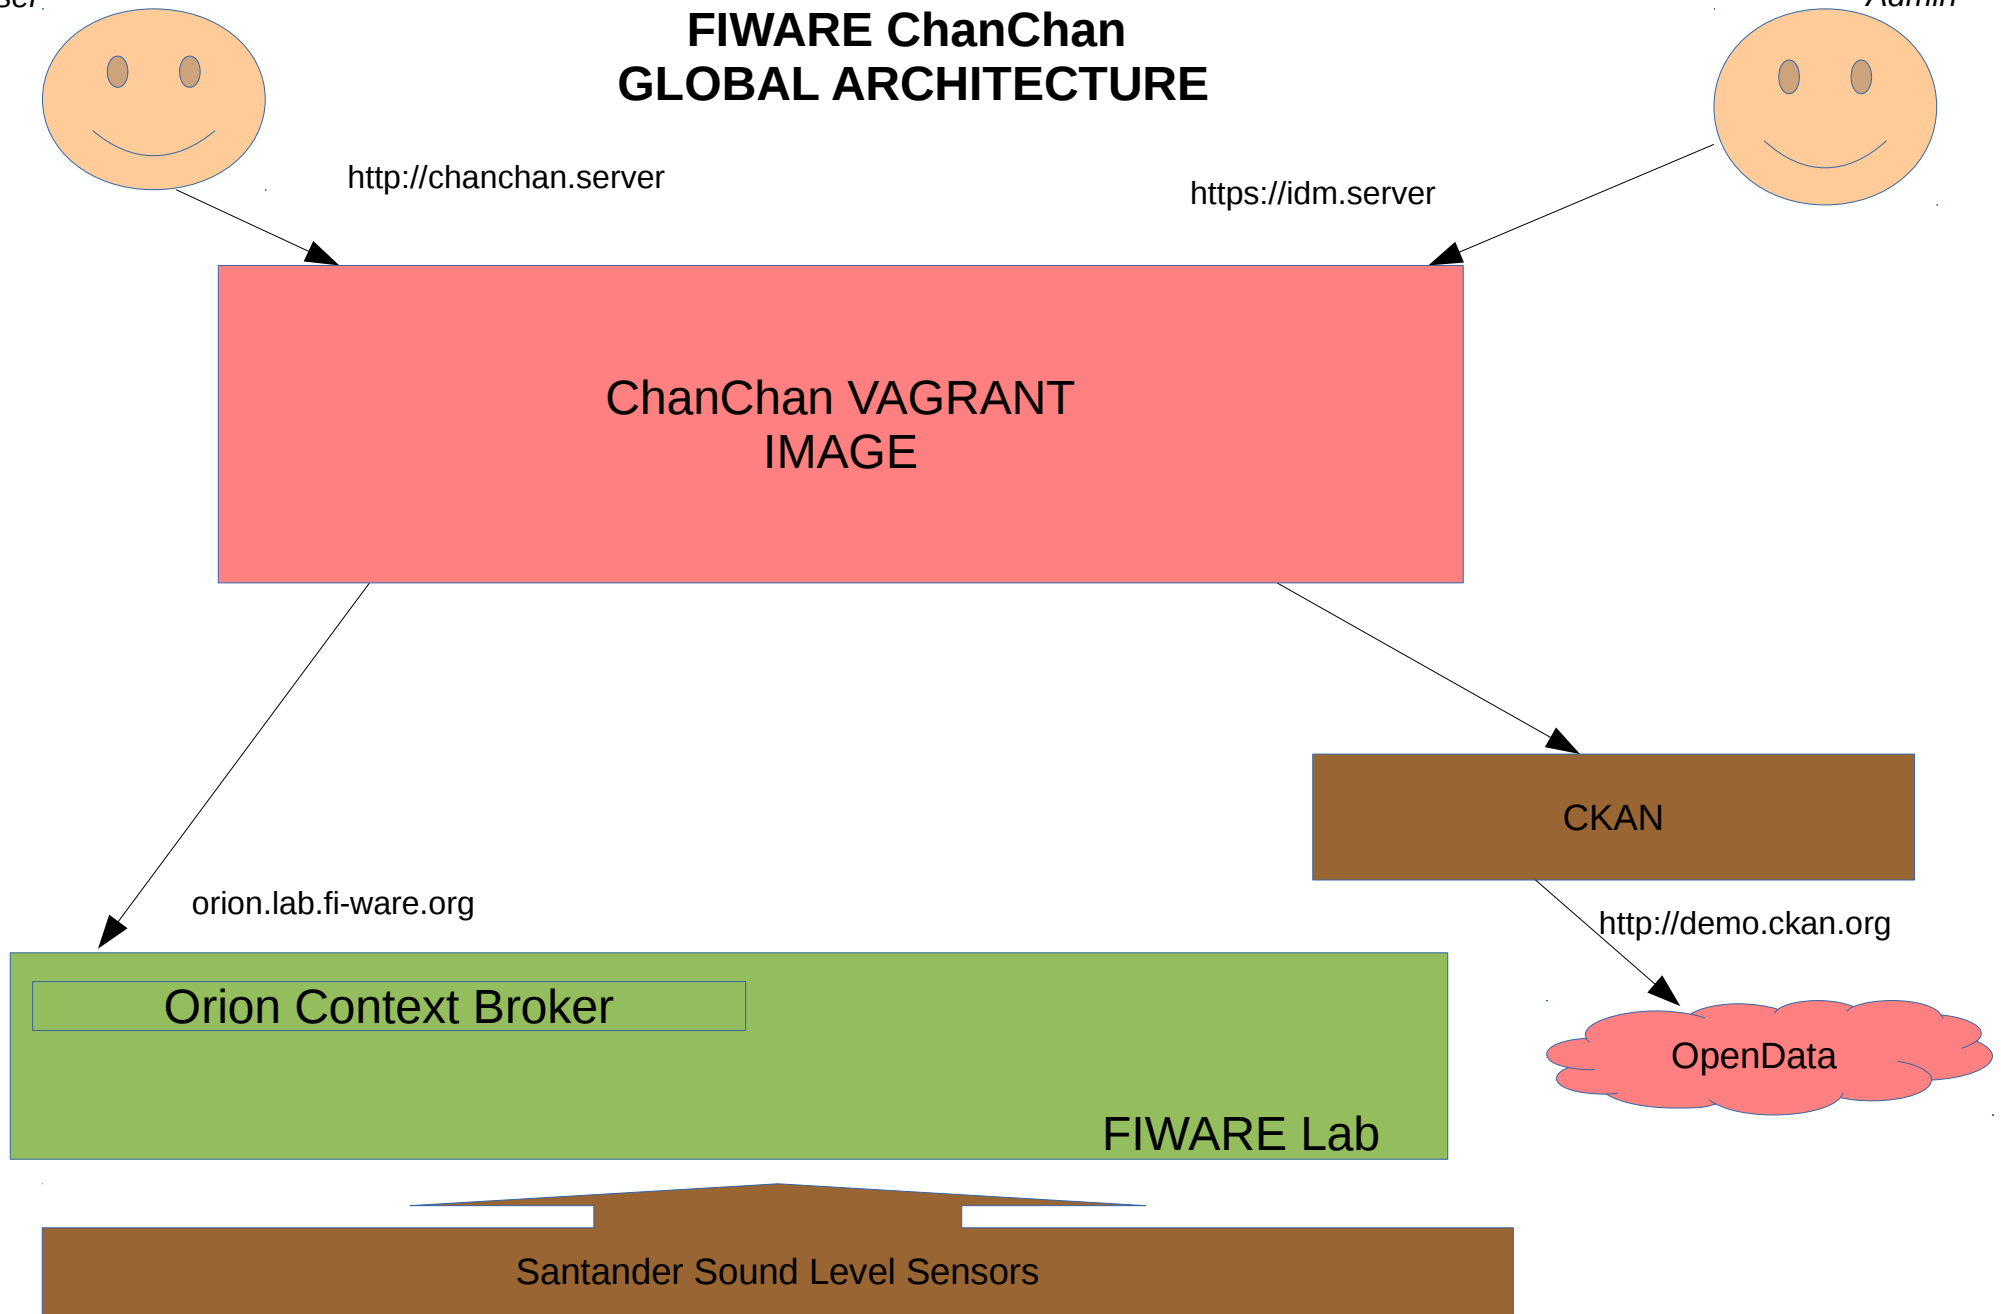 FIWARE ChanChan
GLOBAL ARCHITECTURE
http://chanchan.server
https://idm.server
ChanChan VAGRANT
IMAGE
CKAN
orion.lab.fi-ware.org
http://demo.ckan.org
Orion Context Broker
OpenData
FIWARE Lab
Santander Sound Level Sensors